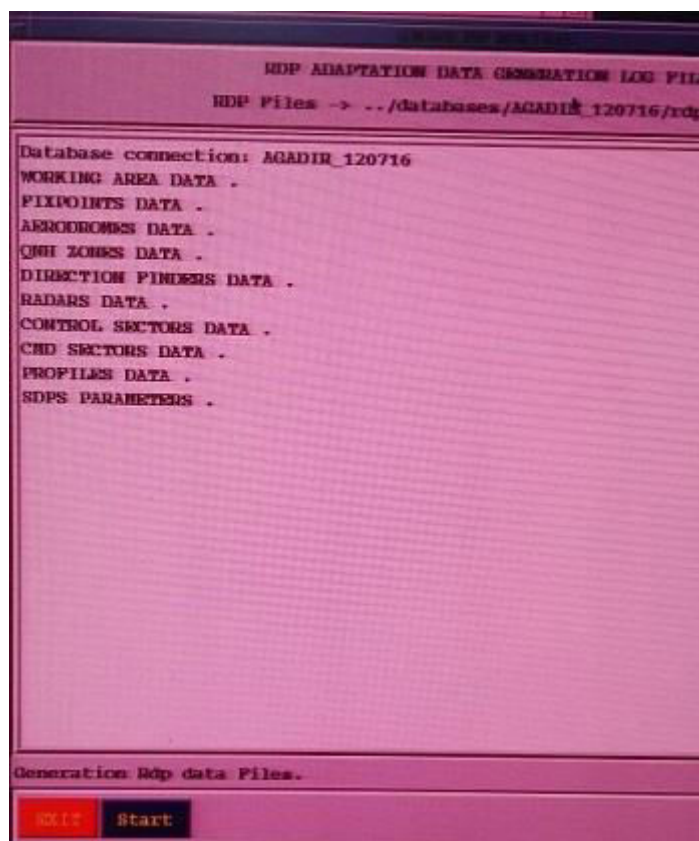 RDP ADAPTATION DATA GENERATION LOG FIL
RDP Files -> ../databases/AGADIR_120716/rdp
Database connection: AGADIR_120716
WORKING AREA DATA .
FIXPOINTS DATA .
AERODROMES DATA .
QNH ZONES DATA .
DIRECTION FINDERS DATA .
RADARS DATA .
CONTROL SECTORS DATA .
CMD SECTORS DATA .
PROFILES DATA .
SDPS PARAMETERS .
Generation Rdp data Files.
EXIT Start